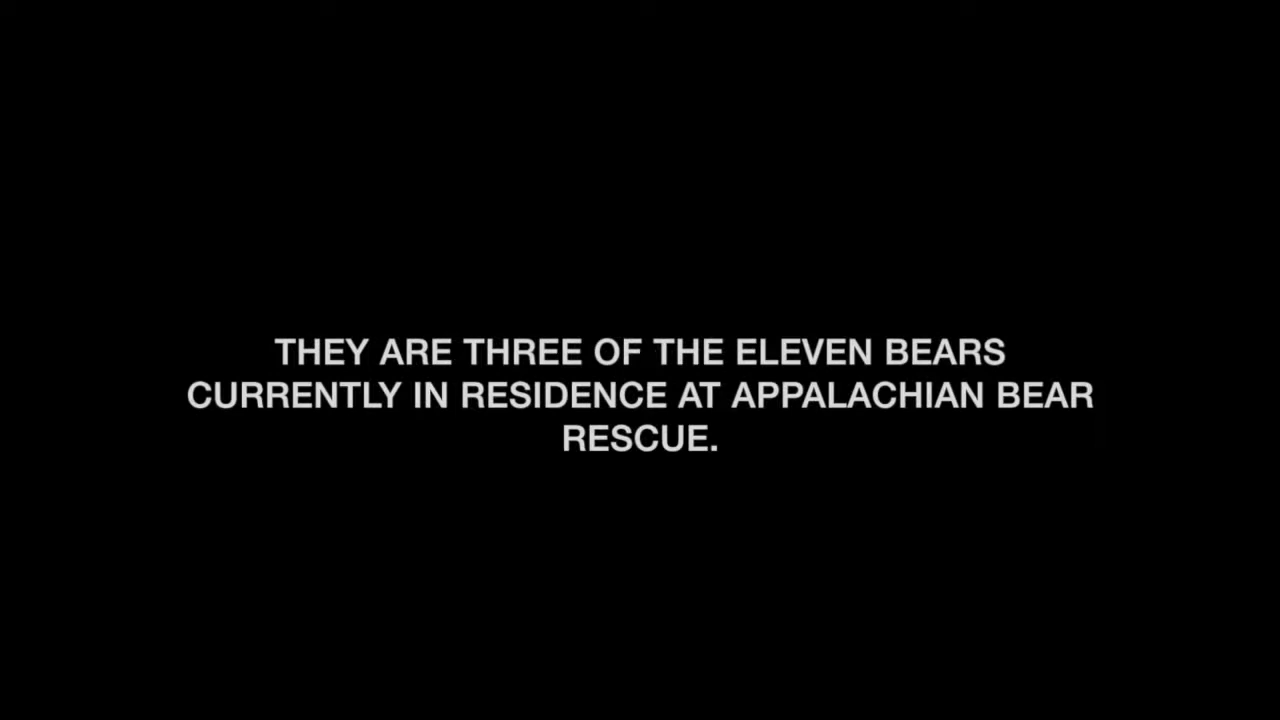 THEY ARE THREE OF THE ELEVEN BEARS
CURRENTLY IN RESIDENCE AT APPALACHIAN BEAR
RESCUE.